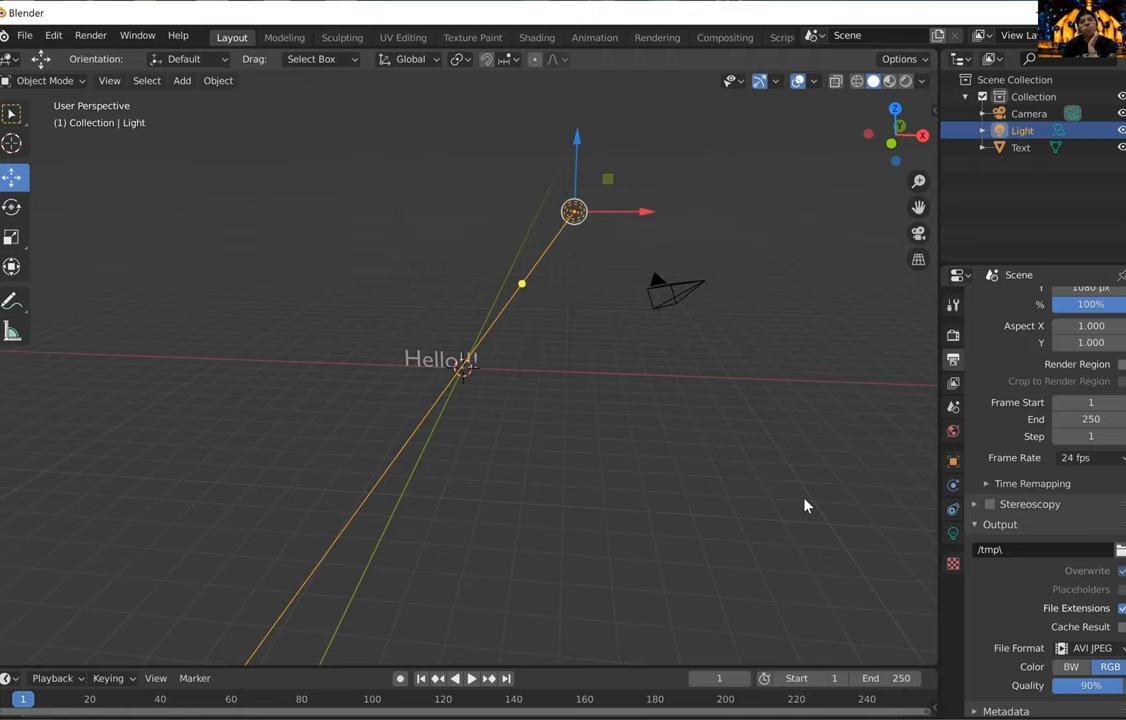 Blender
File Edit Render Window Help Layout Modeling Sculpting UV Editing Texture Paint Shading Animation Rendering Compositing Scrip Scene View La
Orientation: Default Drag: Select Box Global Options
Object Mode View Select Add Object
User Perspective
(1) Collection | Light
Z
Y
X
Hello!!!
Scene Collection
Collection
Camera
Light
Text
Scene
Y 1080 px
% 100%
Aspect X 1.000
Y 1.000
Render Region
Crop to Render Region
Frame Start 1
End 250
Step 1
Frame Rate 24 fps
Time Remapping
Stereoscopy
Output
/tmp\
Overwrite
Placeholders
File Extensions
Cache Result
File Format AVI JPEG
Color BW RGB
Quality 90%
Metadata
Playback Keying View Marker 1 Start 1 End 250
1 20 40 60 80 100 120 140 160 180 200 220 240